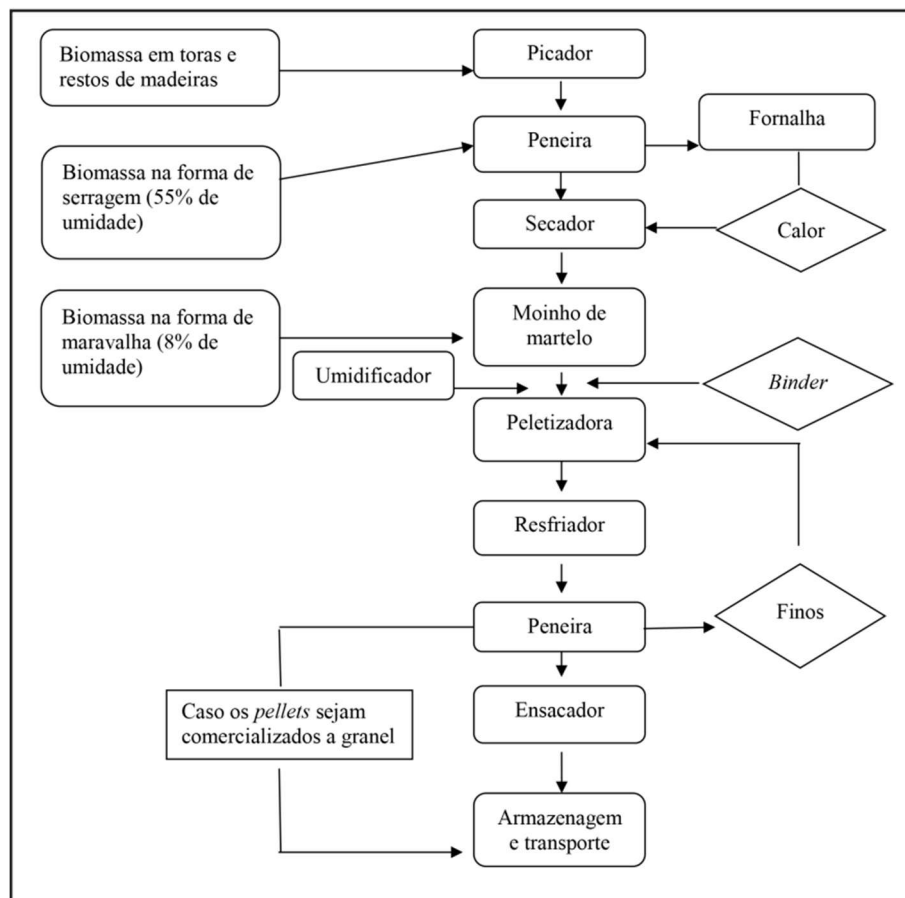 Biomassa em toras e
restos de madeiras
Picador
Fornalha
Peneira
Biomassa na forma de
serragem (55% de
umidade)
Secador
Calor
Biomassa na forma de
maravalha (8% de
umidade)
Moinho de
martelo
Umidificador
Binder
Peletizadora
Resfriador
Peneira
Finos
Caso os pellets sejam
comercializados a granel
Ensacador
Armazenagem
e transporte